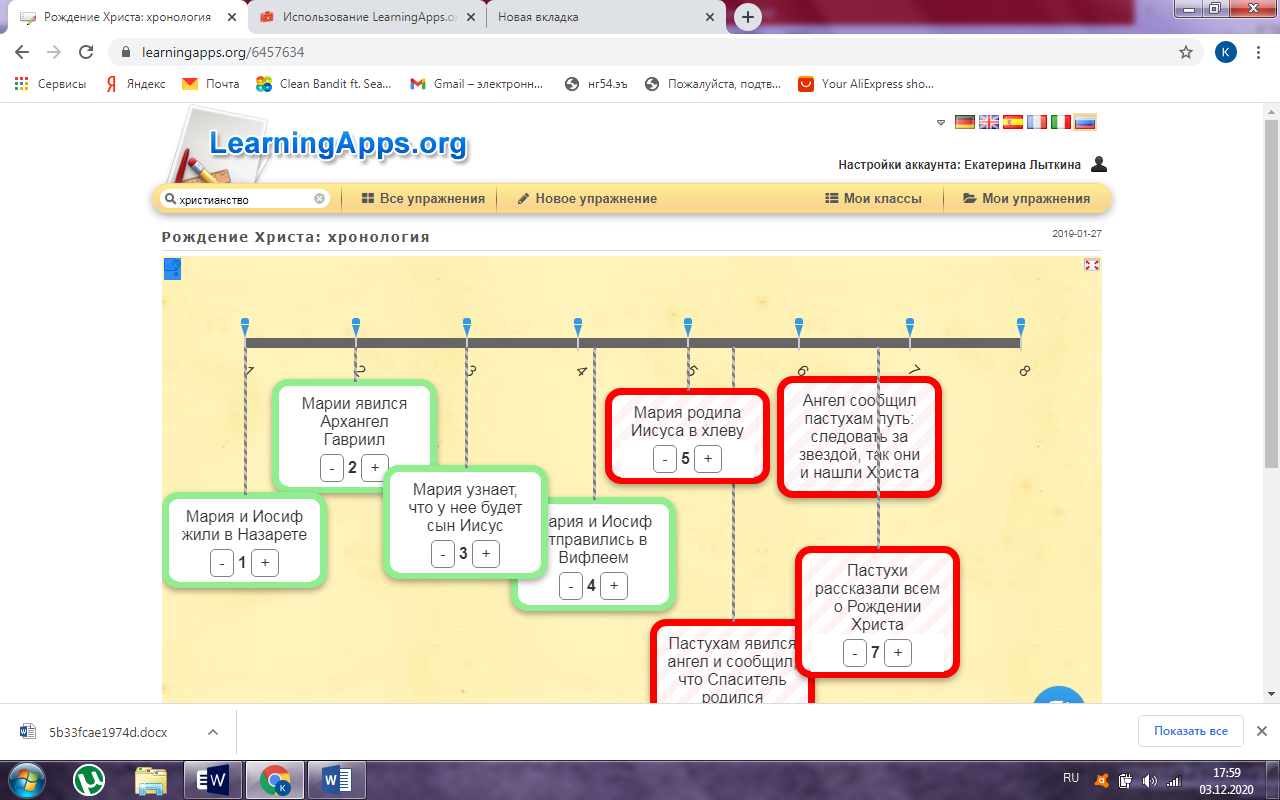 Рождение Христа: хронология
Использование LearningApps.or
Новая вкладка
learningapps.org/6457634
K
Сервисы
Яндекс
Почта
Clean Bandit ft. Sea...
Gmail – электронн...
нг54.эъ
Пожалуйста, подтв...
Your AliExpress sho...
LearningApps.org
Настройки аккаунта: Екатерина Лыткина
христианство
Все упражнения
Новое упражнение
Мои классы
Мои упражнения
Рождение Христа: хронология
2019-01-27
1
2
3
4
5
6
7
8
Марии явился
Архангел
Гавриил
- 2 +
Мария родила
Иисуса в хлеву
- 5 +
Ангел сообщил
пастухам путь:
следовать за
звездой, так они
и нашли Христа
Мария и Иосиф
жили в Назарете
- 1 +
Мария узнает,
что у нее будет
сын Иисус
- 3 +
ария и Иосиф
тправились в
Вифлеем
- 4 +
Пастухи
рассказали всем
о Рождении
Христа
- 7 +
Пастухам явился
ангел и сообщил,
что Спаситель
родился
5b33fcae1974d.docx
Показать все
RU
17:59
03.12.2020